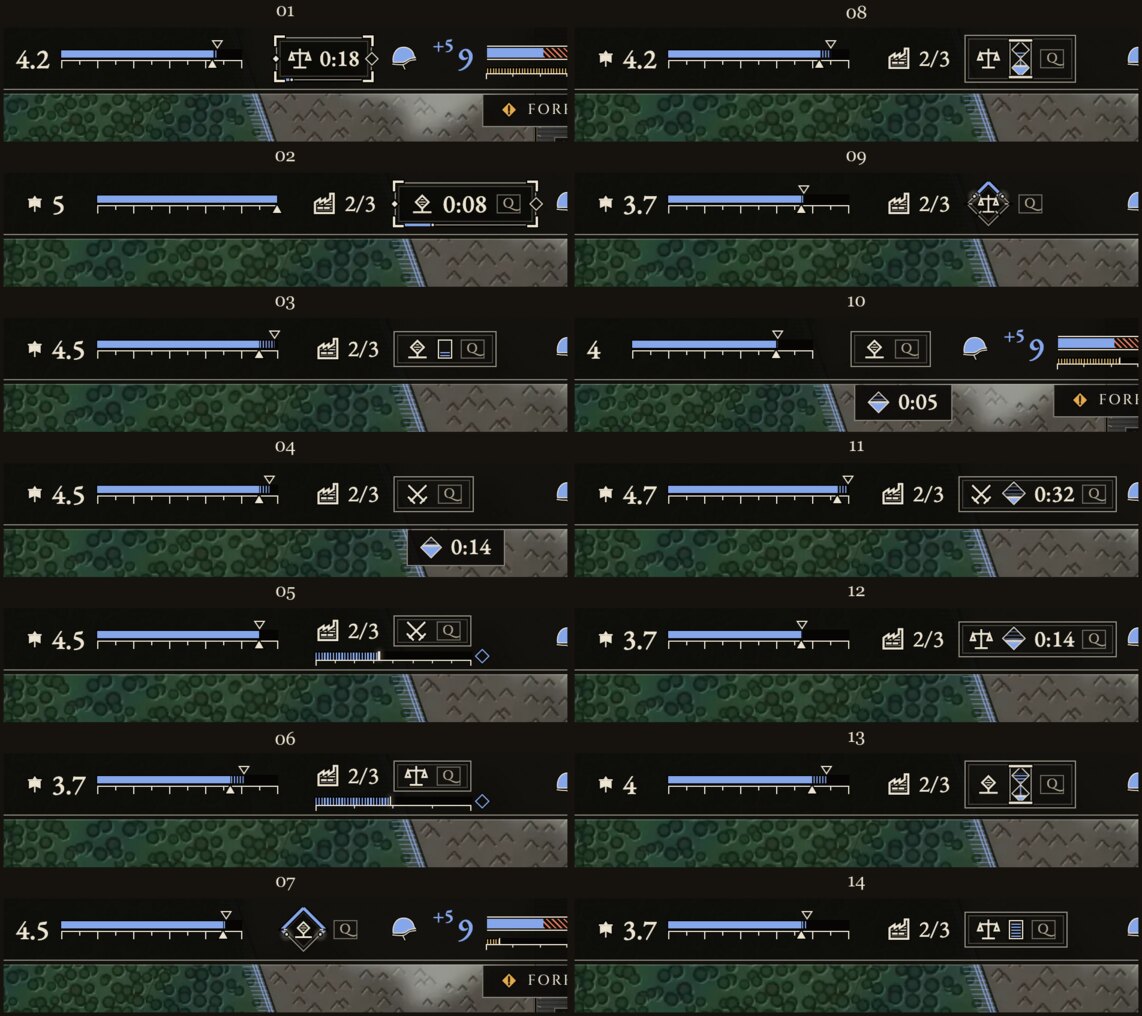 01
4.2 0:18 +5 9
FORE
02
5 2/3 0:08 Q
03
4.5 2/3 Q
04
4.5 2/3 Q
0:14
05
4.5 2/3 Q
06
3.7 2/3 Q
07
4.5 Q +5 9
FORE
08
4.2 2/3 Q
09
3.7 2/3 Q
10
4 Q +5 9
0:05 FORE
11
4.7 2/3 0:32 Q
12
3.7 2/3 0:14 Q
13
4 2/3 Q
14
3.7 2/3 Q